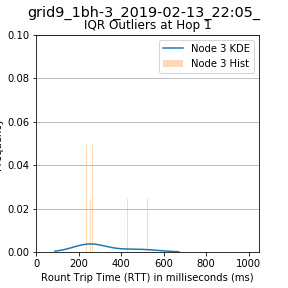 grid9_1bh-3_2019-02-13_22:05_
IQR Outliers at Hop 1
Node 3 KDE
Node 3 Hist
0.10
0.08
0.06
0.04
0.02
0.00
0 200 400 600 800 1000
Rount Trip Time (RTT) in milliseconds (ms)